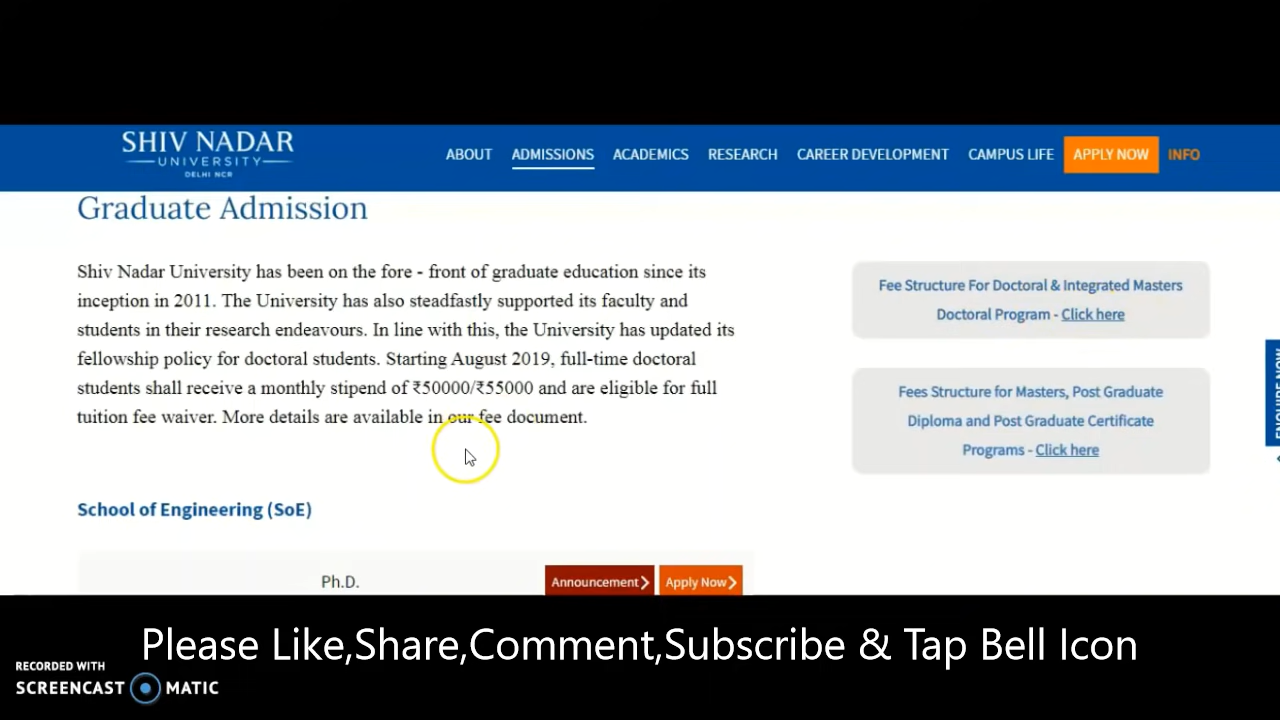 SHIV NADAR
UNIVERSITY
DELHI NCR
ABOUT ADMISSIONS ACADEMICS RESEARCH CAREER DEVELOPMENT CAMPUS LIFE APPLY NOW INFO
Graduate Admission
Shiv Nadar University has been on the fore - front of graduate education since its
inception in 2011. The University has also steadfastly supported its faculty and
students in their research endeavours. In line with this, the University has updated its
fellowship policy for doctoral students. Starting August 2019, full-time doctoral
students shall receive a monthly stipend of ₹50000/₹55000 and are eligible for full
tuition fee waiver. More details are available in our fee document.
Fee Structure For Doctoral & Integrated Masters
Doctoral Program - Click here
Fees Structure for Masters, Post Graduate
Diploma and Post Graduate Certificate
Programs - Click here
ENQUIRE NOW
School of Engineering (SoE)
Ph.D. Announcement Apply Now
Please Like,Share,Comment,Subscribe & Tap Bell Icon
RECORDED WITH
SCREENCAST MATIC